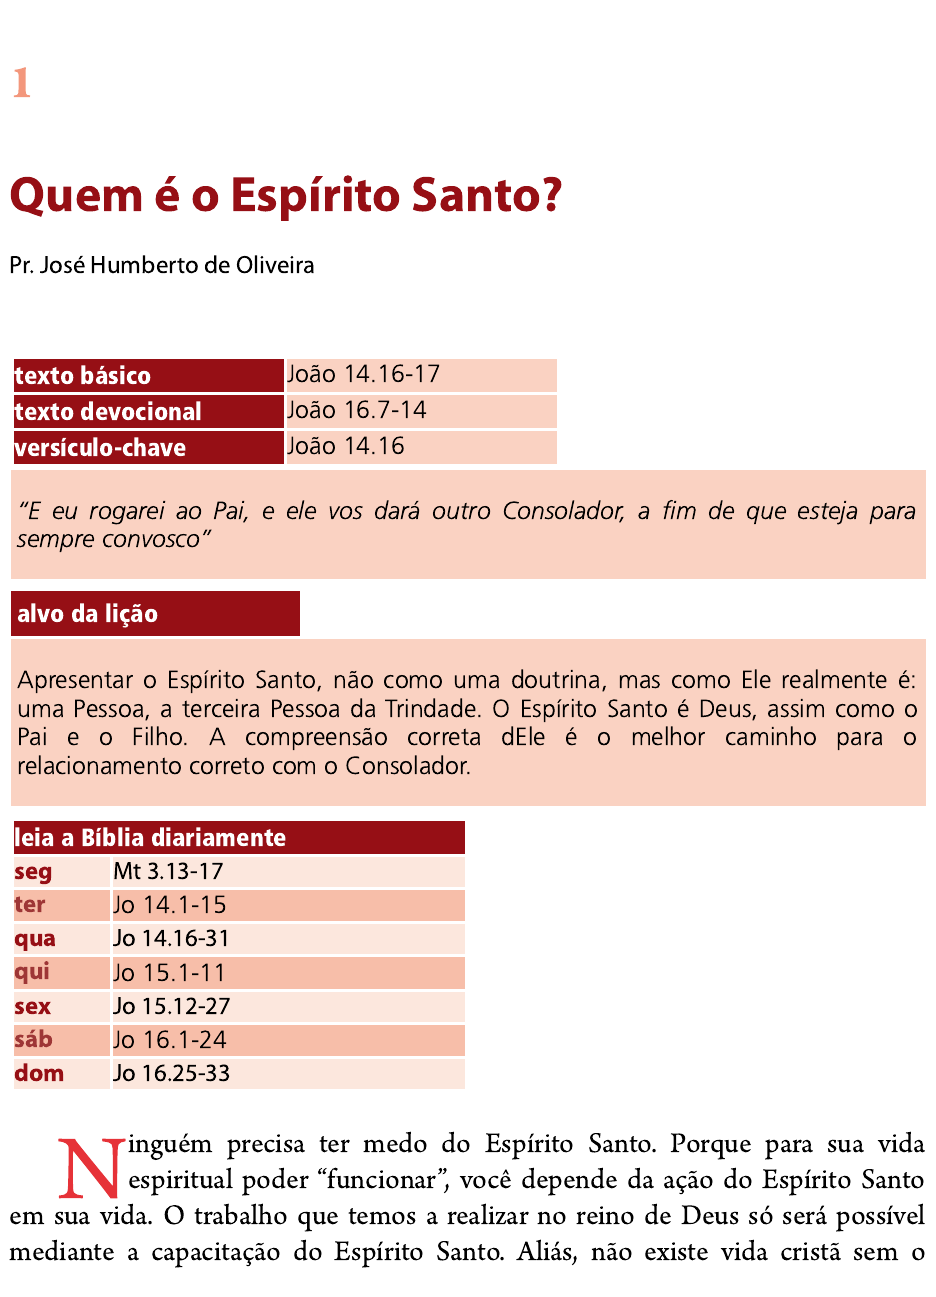 1
Quem é o Espírito Santo?
Pr. José Humberto de Oliveira
texto básico João 14.16-17
texto devocional João 16.7-14
versículo-chave João 14.16
“E eu rogarei ao Pai, e ele vos dará outro Consolador, a fim de que esteja para
sempre convosco”
alvo da lição
Apresentar o Espírito Santo, não como uma doutrina, mas como Ele realmente é:
uma Pessoa, a terceira Pessoa da Trindade. O Espírito Santo é Deus, assim como o
Pai e o Filho. A compreensão correta dEle é o melhor caminho para o
relacionamento correto com o Consolador.
leia a Bíblia diariamente
seg Mt 3.13-17
ter Jo 14.1-15
qua Jo 14.16-31
qui Jo 15.1-11
sex Jo 15.12-27
sáb Jo 16.1-24
dom Jo 16.25-33
Ninguém precisa ter medo do Espírito Santo. Porque para sua vida
espiritual poder “funcionar”, você depende da ação do Espírito Santo
em sua vida. O trabalho que temos a realizar no reino de Deus só será possível
mediante a capacitação do Espírito Santo. Aliás, não existe vida cristã sem o